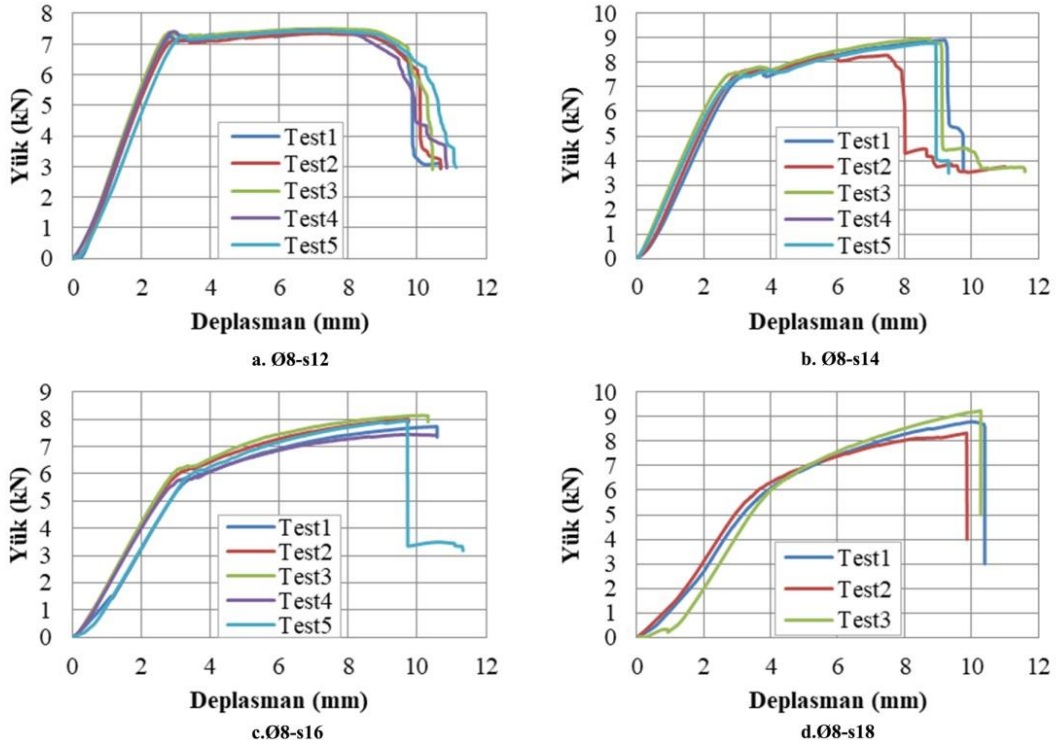 Yük (kN)
8
7
6
5
4
3
2
1
0
Test1
Test2
Test3
Test4
Test5
0 2 4 6 8 10 12
Deplasman (mm)
a. Ø8-s12
Yük (kN)
10
9
8
7
6
5
4
3
2
1
0
Test1
Test2
Test3
Test4
Test5
0 2 4 6 8 10 12
Deplasman (mm)
b. Ø8-s14
Yük (kN)
9
8
7
6
5
4
3
2
1
0
Test1
Test2
Test3
Test4
Test5
0 2 4 6 8 10 12
Deplasman (mm)
c.Ø8-s16
Yük (kN)
10
9
8
7
6
5
4
3
2
1
0
Test1
Test2
Test3
0 2 4 6 8 10 12
Deplasman (mm)
d.Ø8-s18